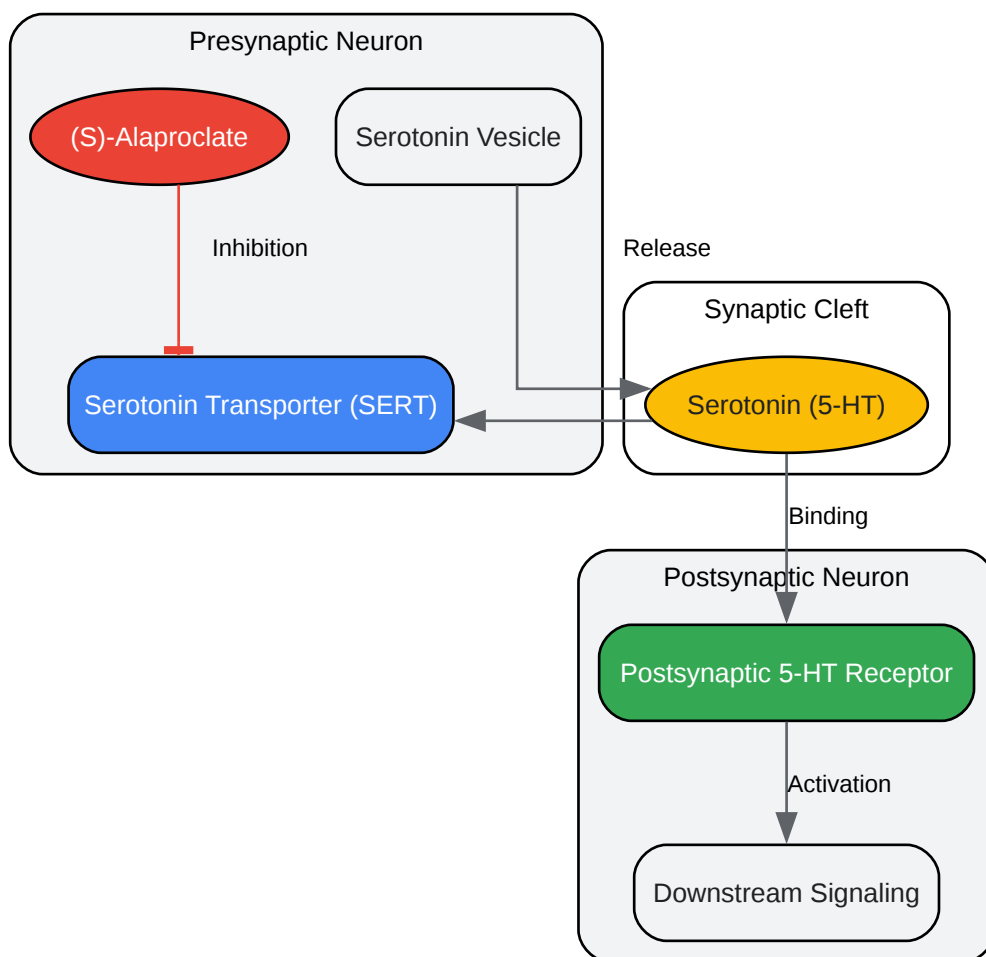 Presynaptic Neuron
(S)-Alaproclate
Serotonin Vesicle
Inhibition
Release
Synaptic Cleft
Serotonin Transporter (SERT)
Serotonin (5-HT)
Binding
Postsynaptic Neuron
Postsynaptic 5-HT Receptor
Activation
Downstream Signaling